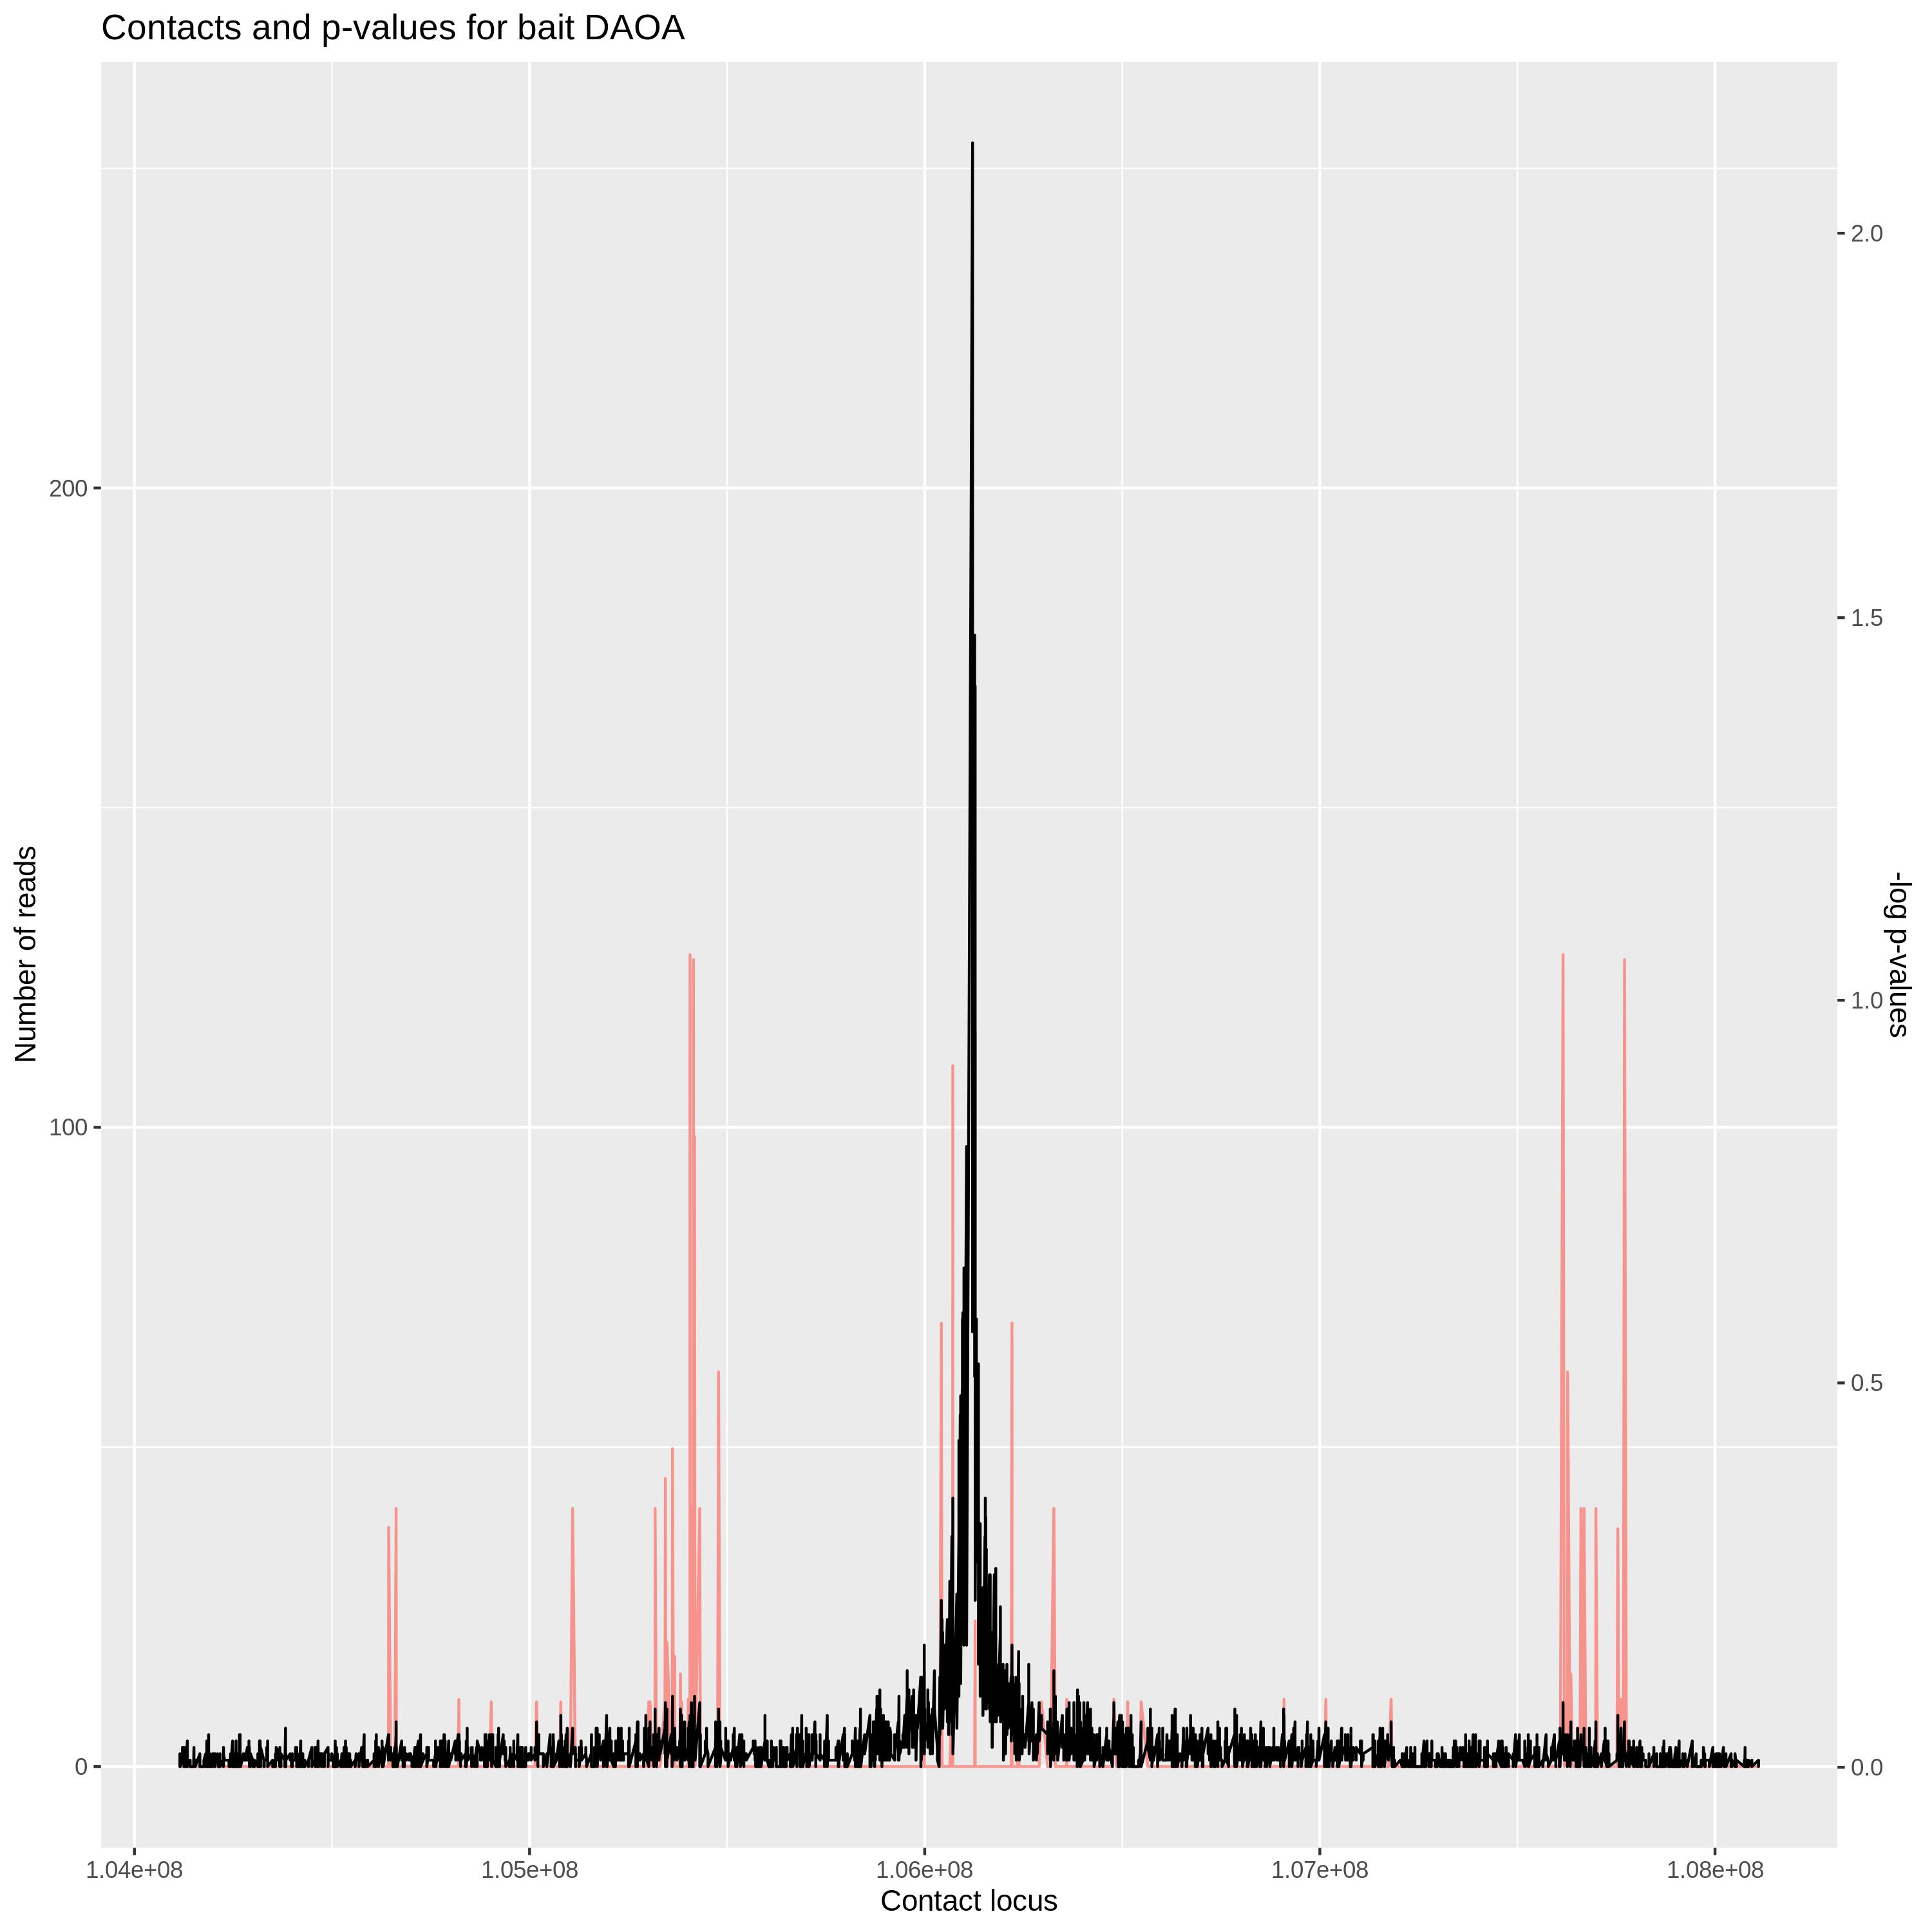 Contacts and p-values for bait DAOA
Number of reads
200
100
0
2.0
1.5
1.0
0.5
0.0
-log p-values
1.04e+08
1.05e+08
1.06e+08
1.07e+08
1.08e+08
Contact locus